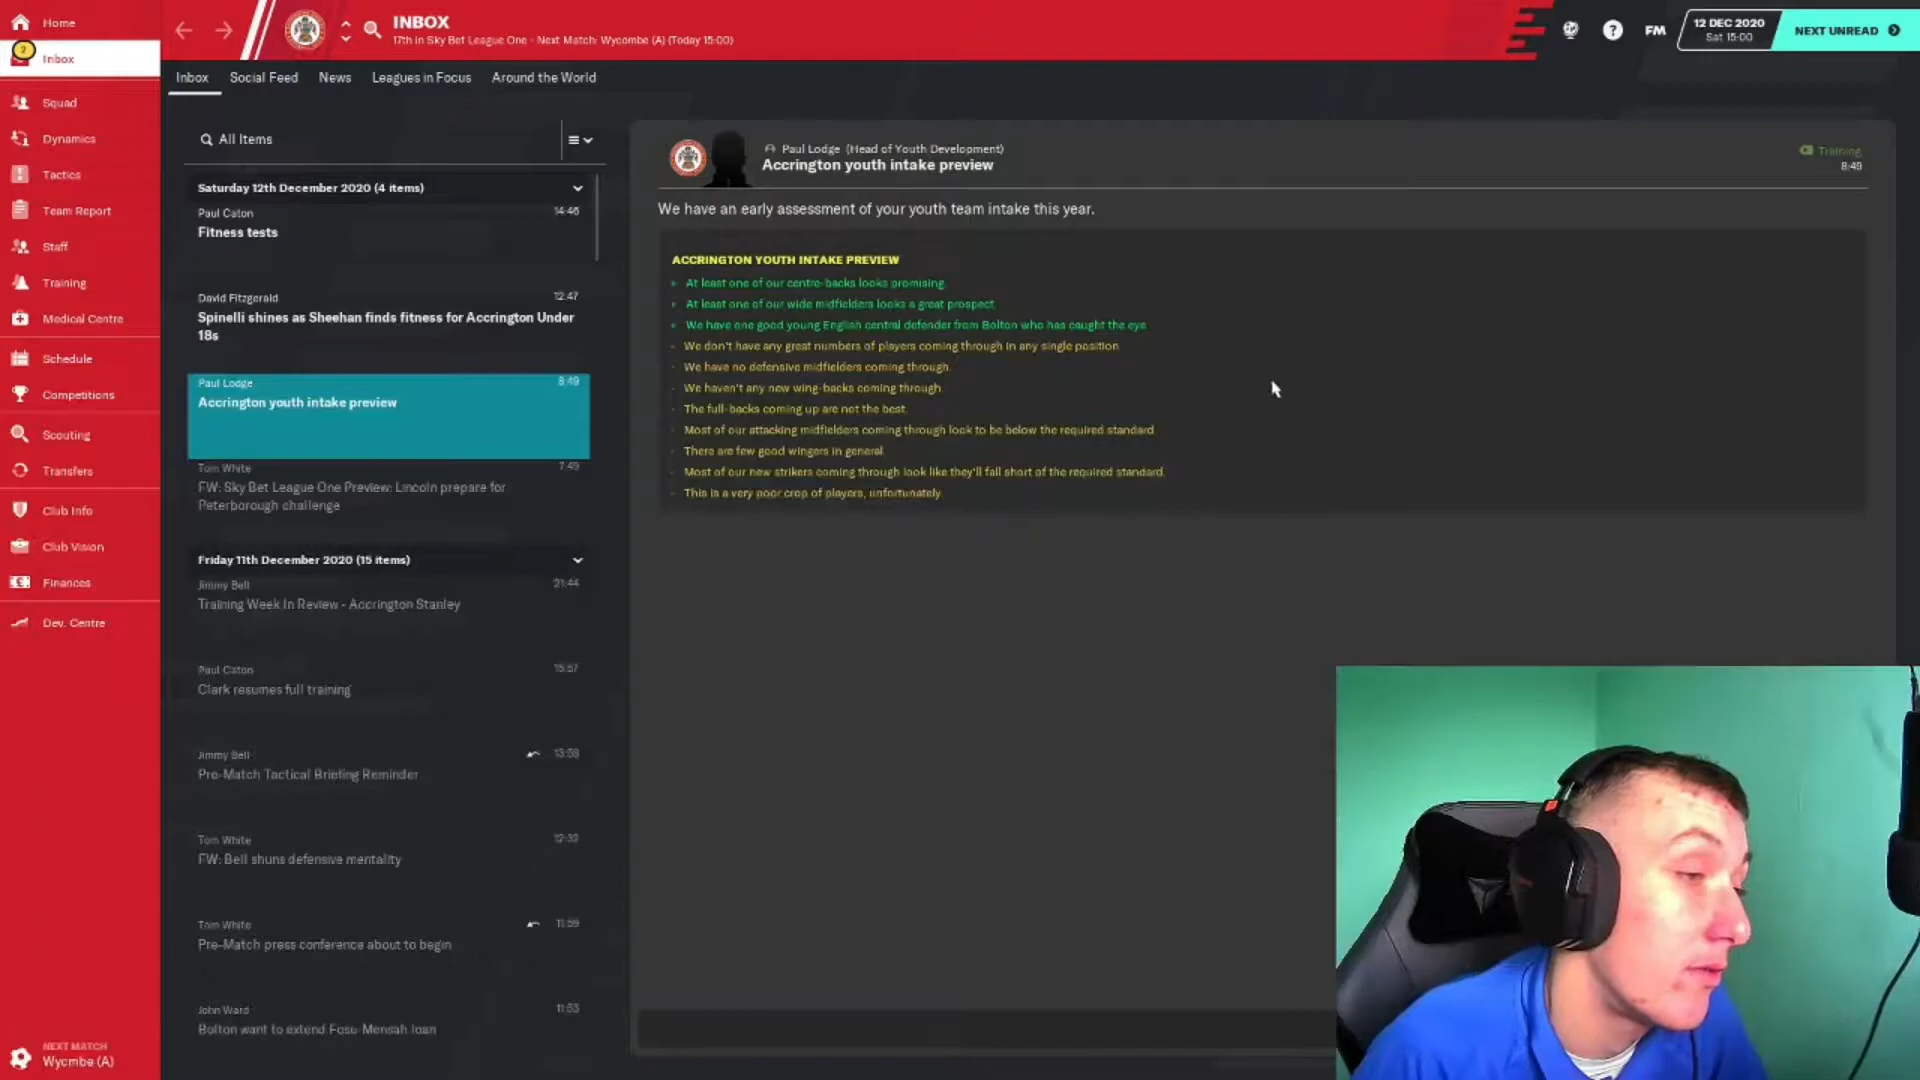 Home
2
Inbox
Squad
Dynamics
Tactics
Team Report
Staff
Training
Medical Centre
Schedule
Competitions
Scouting
Transfers
Club Info
Club Vision
Finances
Dev. Centre
NEXT MATCH
Wycmbe (A)
INBOX
17th in Sky Bet League One - Next Match: Wycombe (A) (Today 15:00)
FM
12 DEC 2020
Sat 15:00
NEXT UNREAD
Inbox
Social Feed
News
Leagues in Focus
Around the World
All Items
Saturday 12th December 2020 (4 items)
Paul Caton 14:46
Fitness tests
David Fitzgerald 12:47
Spinelli shines as Sheehan finds fitness for Accrington Under
18s
Paul Lodge 8:49
Accrington youth intake preview
Tom White 7:49
FW: Sky Bet League One Preview: Lincoln prepare for
Peterborough challenge
Friday 11th December 2020 (15 items)
Jimmy Bell 21:44
Training Week In Review - Accrington Stanley
Paul Caton 15:57
Clark resumes full training
Jimmy Bell 13:58
Pre-Match Tactical Briefing Reminder
Tom White 12:32
FW: Bell shuns defensive mentality
Tom White 11:59
Pre-Match press conference about to begin
John Ward 11:53
Bolton want to extend Fosu-Mensah loan
Paul Lodge (Head of Youth Development)
Accrington youth intake preview
Training
8:49
We have an early assessment of your youth team intake this year.
ACCRINGTON YOUTH INTAKE PREVIEW
+ At least one of our centre-backs looks promising.
+ At least one of our wide midfielders looks a great prospect.
+ We have one good young English central defender from Bolton who has caught the eye
- We don't have any great numbers of players coming through in any single position
- We have no defensive midfielders coming through.
- We haven't any new wing-backs coming through.
- The full-backs coming up are not the best.
- Most of our attacking midfielders coming through look to be below the required standard.
- There are few good wingers in general.
- Most of our new strikers coming through look like they'll fall short of the required standard.
- This is a very poor crop of players, unfortunately.